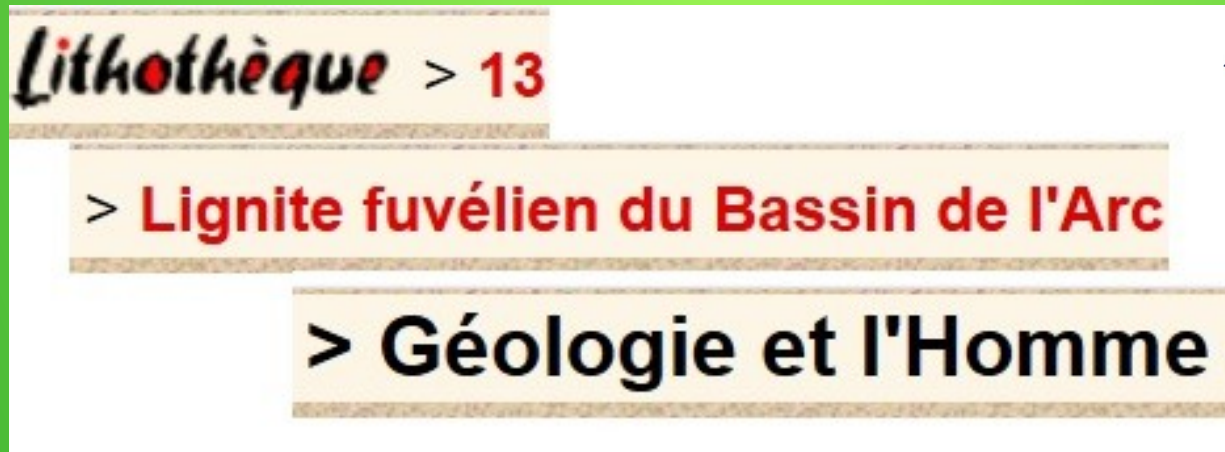 Lithothèque > 13
> Lignite fuvélien du Bassin de l'Arc
> Géologie et l'Homme